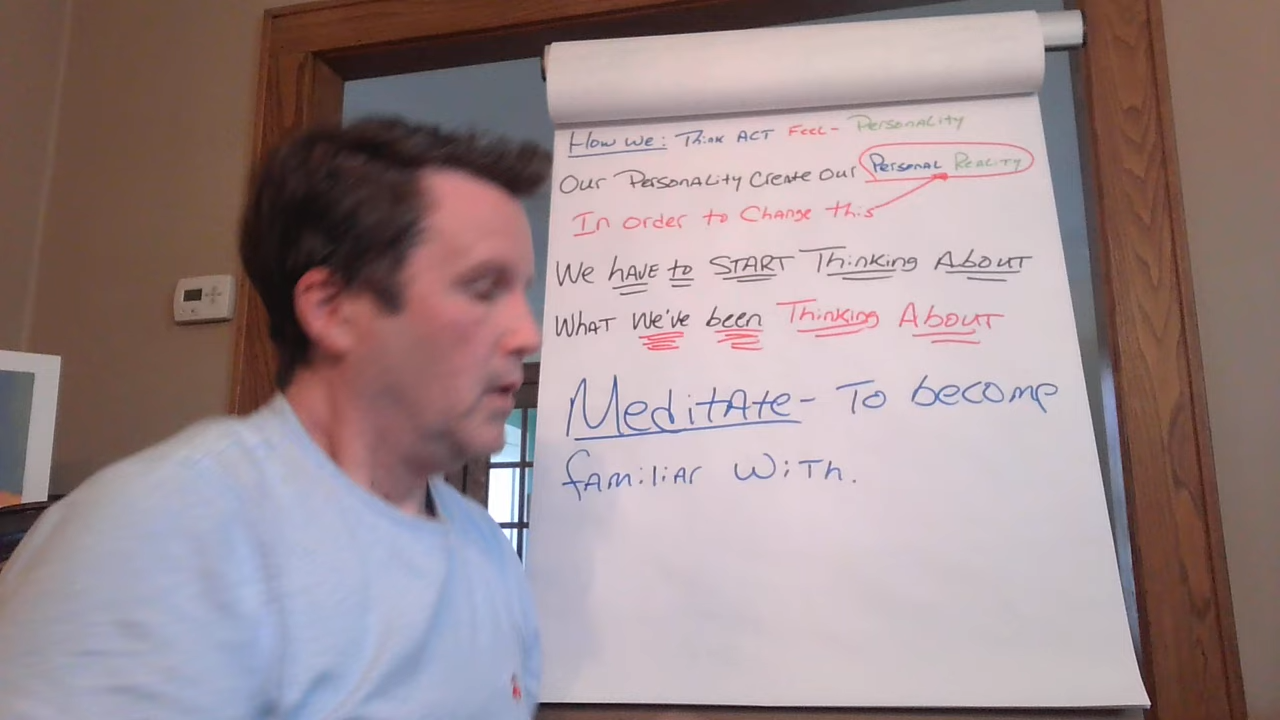 How We: Think ACT Feel- Personality
Our Personality Create Our Personal Reality
In order to Change this
We have to START Thinking About
What We've been Thinking About
Meditate- To become
familiar With.